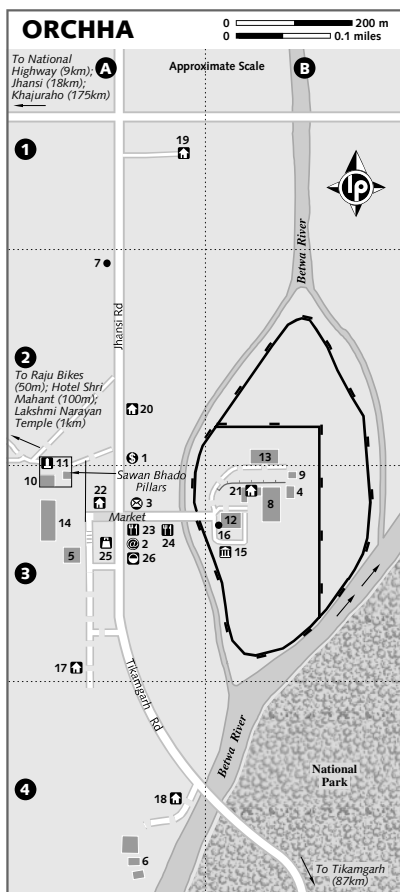 ORCHHA
0 200 m
0 0.1 miles
To National
Highway (9km);
Jhansi (18km);
Khajuraho (175km)
A
Approximate Scale
B
1
19
lp
7
Jhansi Rd
Betwa River
2
To Raju Bikes
(50m); Hotel Shri
Mahant (100m);
Lakshmi Narayan
Temple (1km)
20
$ 1
11
Sawan Bhado
Pillars
10
13
9
22
3
21
4
8
Market
14
23
12
16
24
@ 2
15
3
5
25
26
17
Tikamgarh Rd
Betwa River
4
18
National
Park
6
To Tikamgarh
(87km)